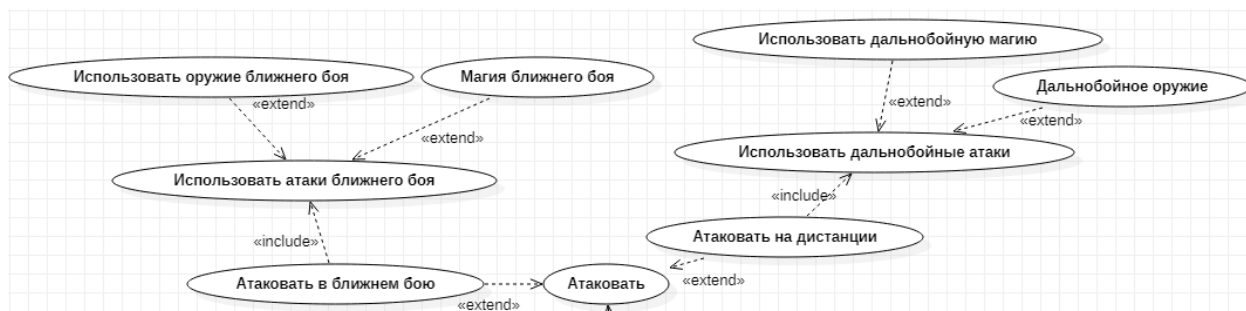 Использовать дальнобойную магию
Использовать оружие ближнего боя
Магия ближнего боя
Дальнобойное оружие
«extend»
«extend»
«extend»
«extend»
Использовать дальнобойные атаки
Использовать атаки ближнего боя
«include»
Атаковать на дистанции
«include»
Атаковать в ближнем бою
Атаковать
«extend»
«extend»